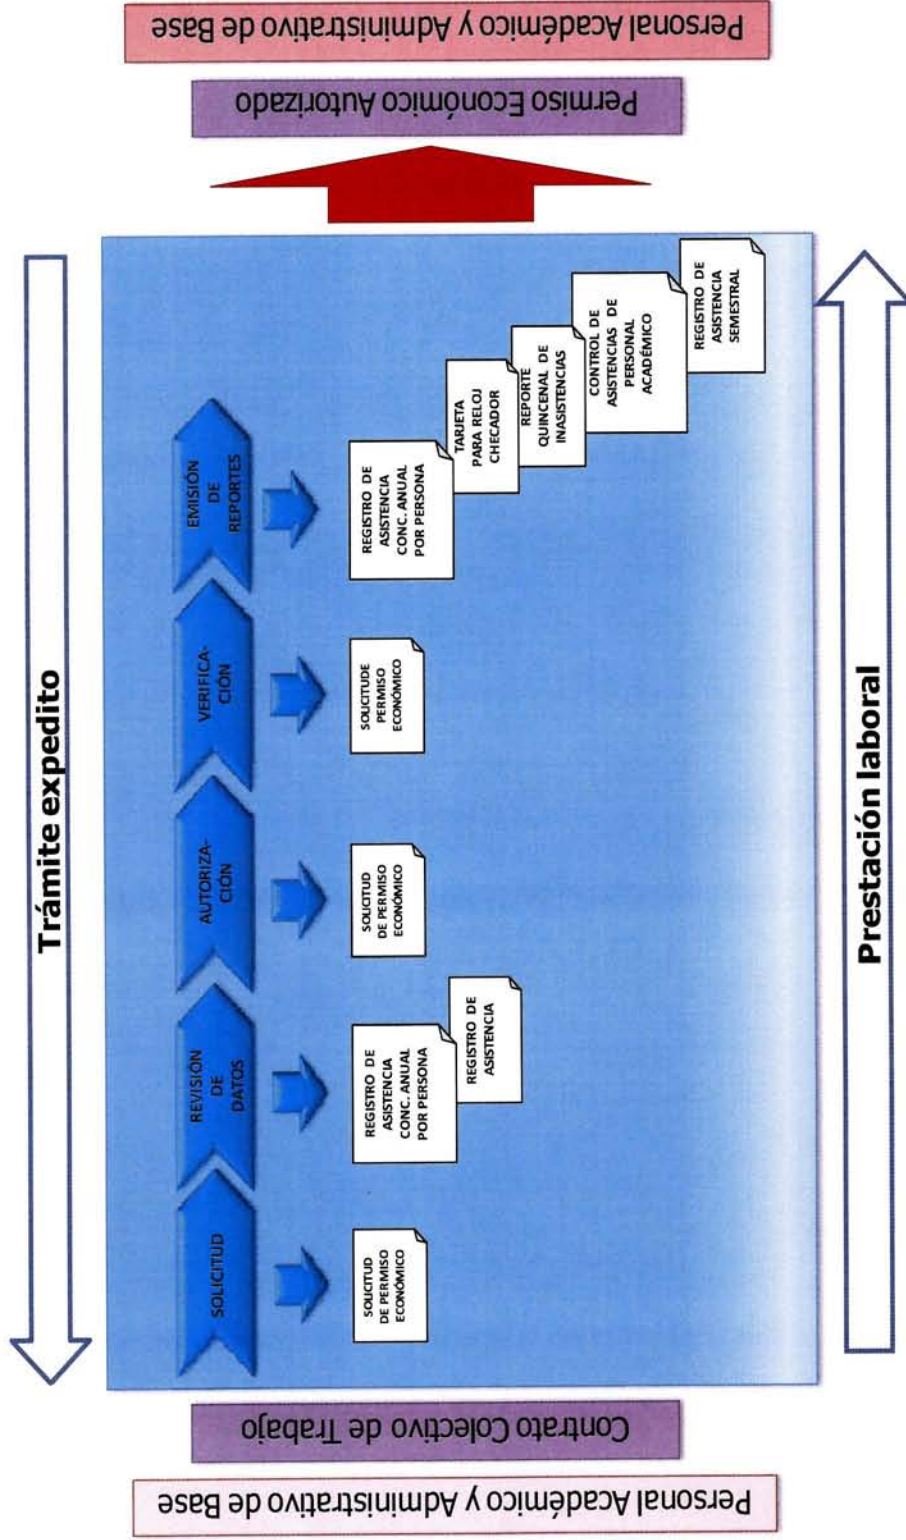 Trámite expedito
Personal Académico y Administrativo de Base
Contrato Colectivo de Trabajo
SOLICITUD
REVISIÓN
DE
DATOS
AUTORIZA-
CIÓN
VERIFICA-
CIÓN
EMISIÓN
DE
REPORTES
SOLICITUD
DE PERMISO
ECONÓMICO
REGISTRO DE
ASISTENCIA
CONC. ANUAL
POR PERSONA
REGISTRO DE
ASISTENCIA
SOLICITUD
DE PERMISO
ECONÓMICO
SOLICITUDE
PERMISO
ECONÓMICO
REGISTRO DE
ASISTENCIA
CONC. ANUAL
POR PERSONA
TARJETA
PARA RELOJ
CHECADOR
REPORTE
QUINCENAL DE
INASISTENCIAS
CONTROL DE
ASISTENCIAS DE
PERSONAL
ACADÉMICO
REGISTRO DE
ASISTENCIA
SEMESTRAL
Permiso Económico Autorizado
Personal Académico y Administrativo de Base
Prestación laboral